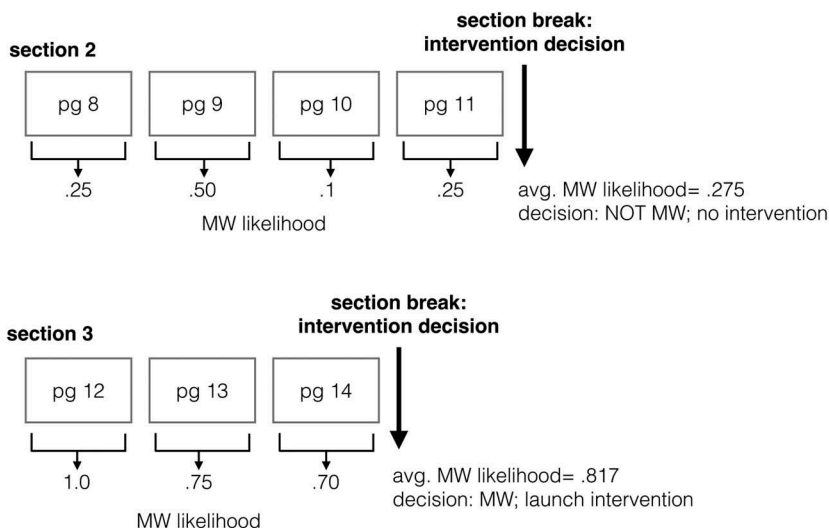 section break:
intervention decision
section 2
pg 8
pg 9
pg 10
pg 11
.25
.50
.1
.25
MW likelihood
avg. MW likelihood= .275
decision: NOT MW; no intervention
section break:
intervention decision
section 3
pg 12
pg 13
pg 14
1.0
.75
.70
MW likelihood
avg. MW likelihood= .817
decision: MW; launch intervention